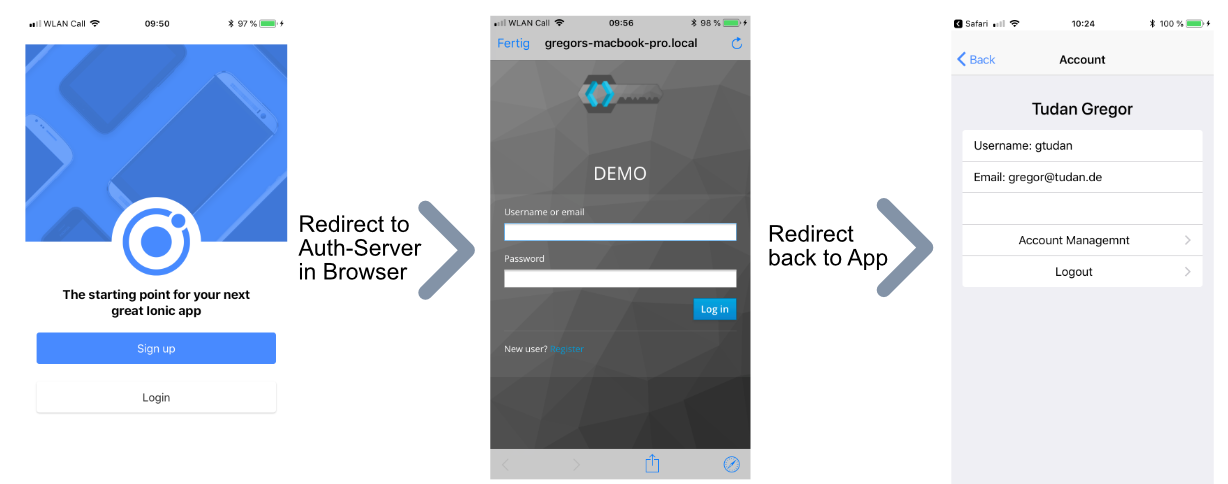 WLAN Call 09:50 97 %
The starting point for your next
great Ionic app
Sign up
Login
Redirect to
Auth-Server
in Browser
WLAN Call 09:56 98 %
Fertig gregors-macbook-pro.local
DEMO
Username or email
Password
Log in
New user? Register
Redirect
back to App
Safari 10:24 100 %
Back Account
Tudan Gregor
Username: gtudan
Email: gregor@tudan.de
Account Managemnt
Logout